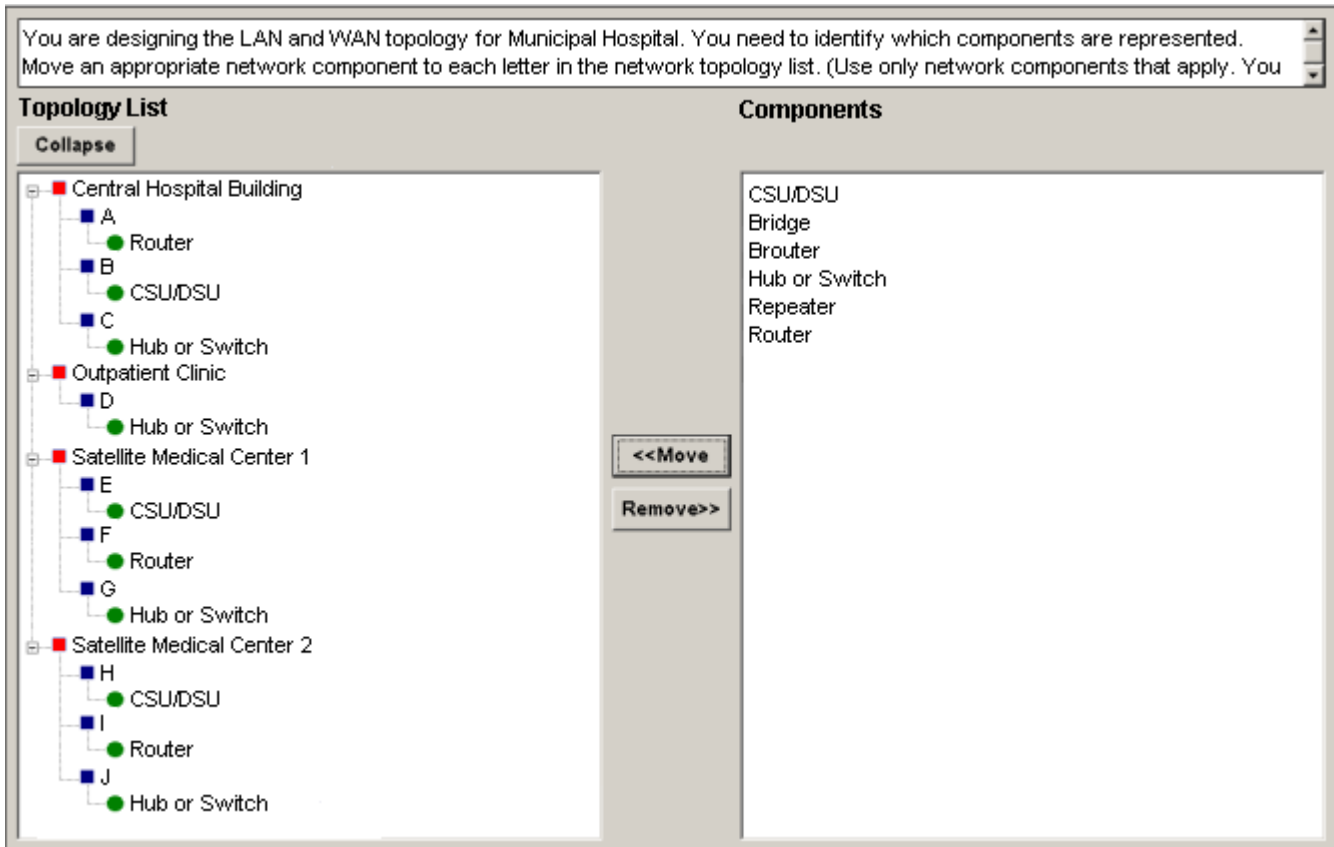 You are designing the LAN and WAN topology for Municipal Hospital. You need to identify which components are represented.
Move an appropriate network component to each letter in the network topology list. (Use only network components that apply. You
Topology List
Components
Collapse
Central Hospital Building
A
Router
B
CSU/DSU
C
Hub or Switch
Outpatient Clinic
D
Hub or Switch
Satellite Medical Center 1
E
CSU/DSU
F
Router
G
Hub or Switch
Satellite Medical Center 2
H
CSU/DSU
I
Router
J
Hub or Switch
<<Move
Remove>>
CSU/DSU
Bridge
Brouter
Hub or Switch
Repeater
Router